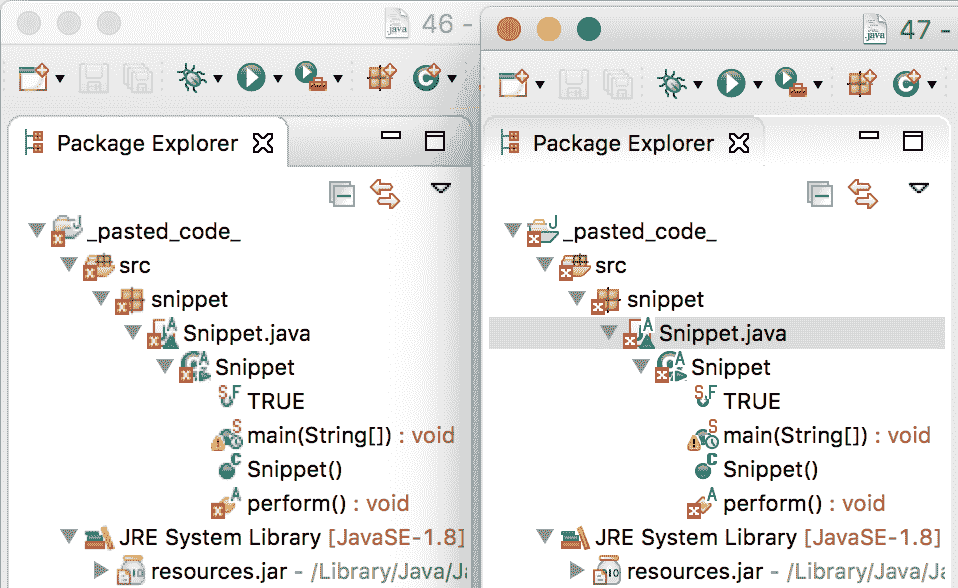 46 -
Package Explorer
_pasted_code_
src
snippet
Snippet.java
Snippet
TRUE
main(String[]) : void
Snippet()
perform() : void
JRE System Library [JavaSE-1.8]
resources.jar - /Library/Java/Ja
47 -
Package Explorer
_pasted_code_
src
snippet
Snippet.java
Snippet
TRUE
main(String[]) : void
Snippet()
perform() : void
JRE System Library [JavaSE-1.8]
resources.jar - /Library/Java/Ja